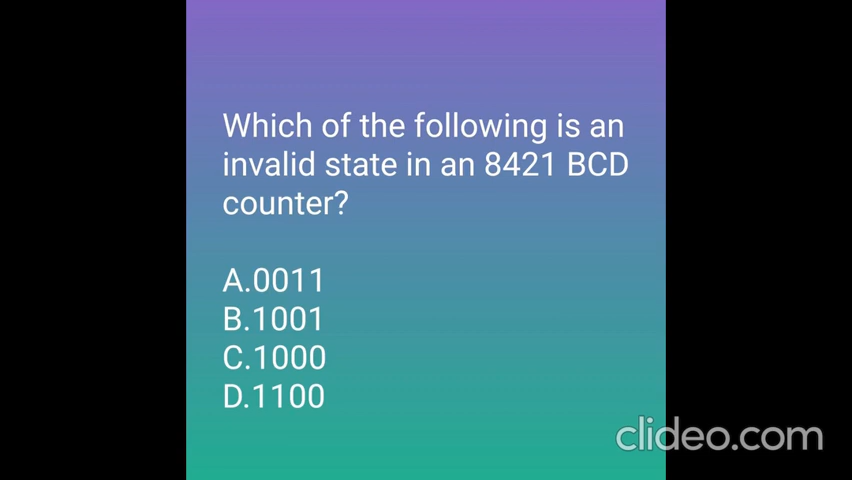 Which of the following is an
invalid state in an 8421 BCD
counter?
A.0011
B.1001
C.1000
D.1100
clideo.com